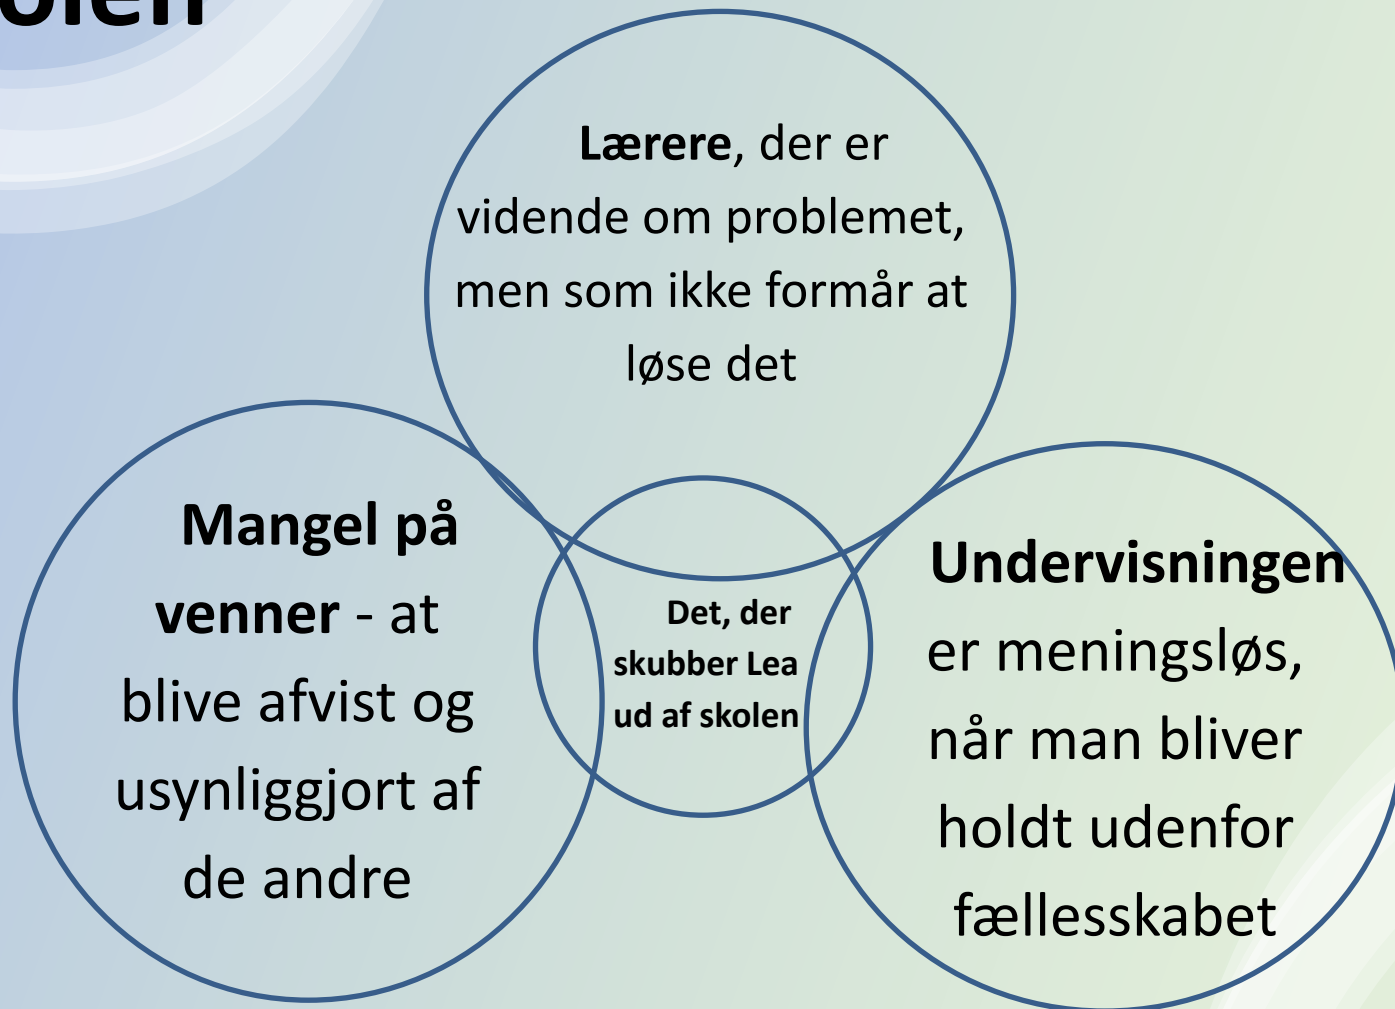 Lærere, der er
vidende om problemet,
men som ikke formår at
løse det
Mangel på
venner - at
blive afvist og
usynliggjort af
de andre
Det, der
skubber Lea
ud af skolen
Undervisningen
er meningsløs,
når man bliver
holdt udenfor
fællesskabet